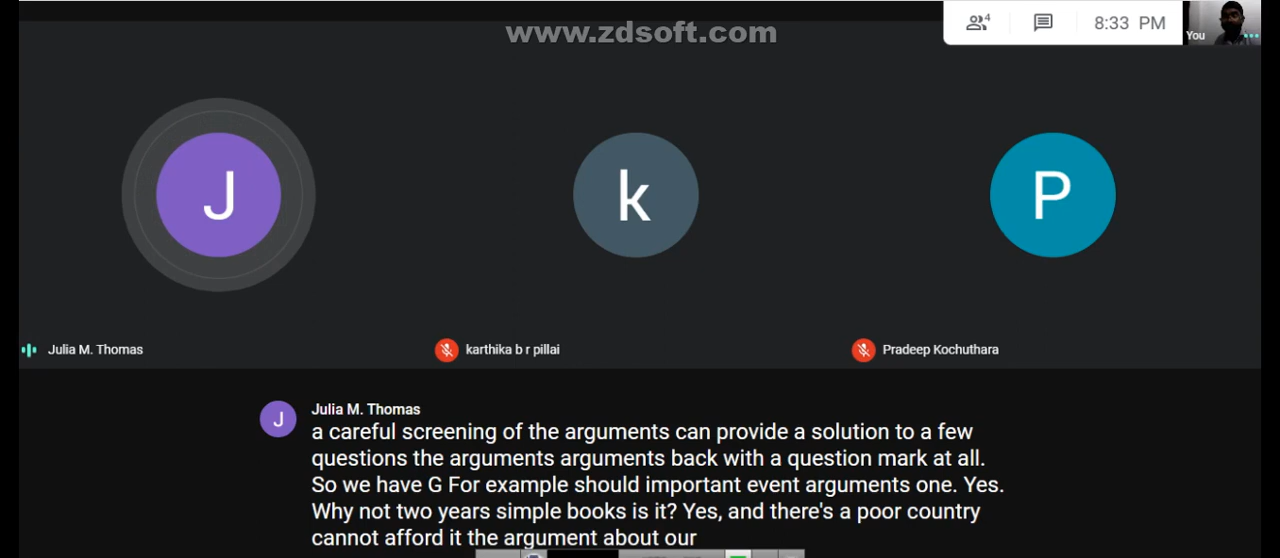 www.zdsoft.com
4
8:33 PM
You
J
k
P
Julia M. Thomas
karthika b r pillai
Pradeep Kochuthara
J
Julia M. Thomas
a careful screening of the arguments can provide a solution to a few
questions the arguments arguments back with a question mark at all.
So we have G For example should important event arguments one. Yes.
Why not two years simple books is it? Yes, and there's a poor country
cannot afford it the argument about our